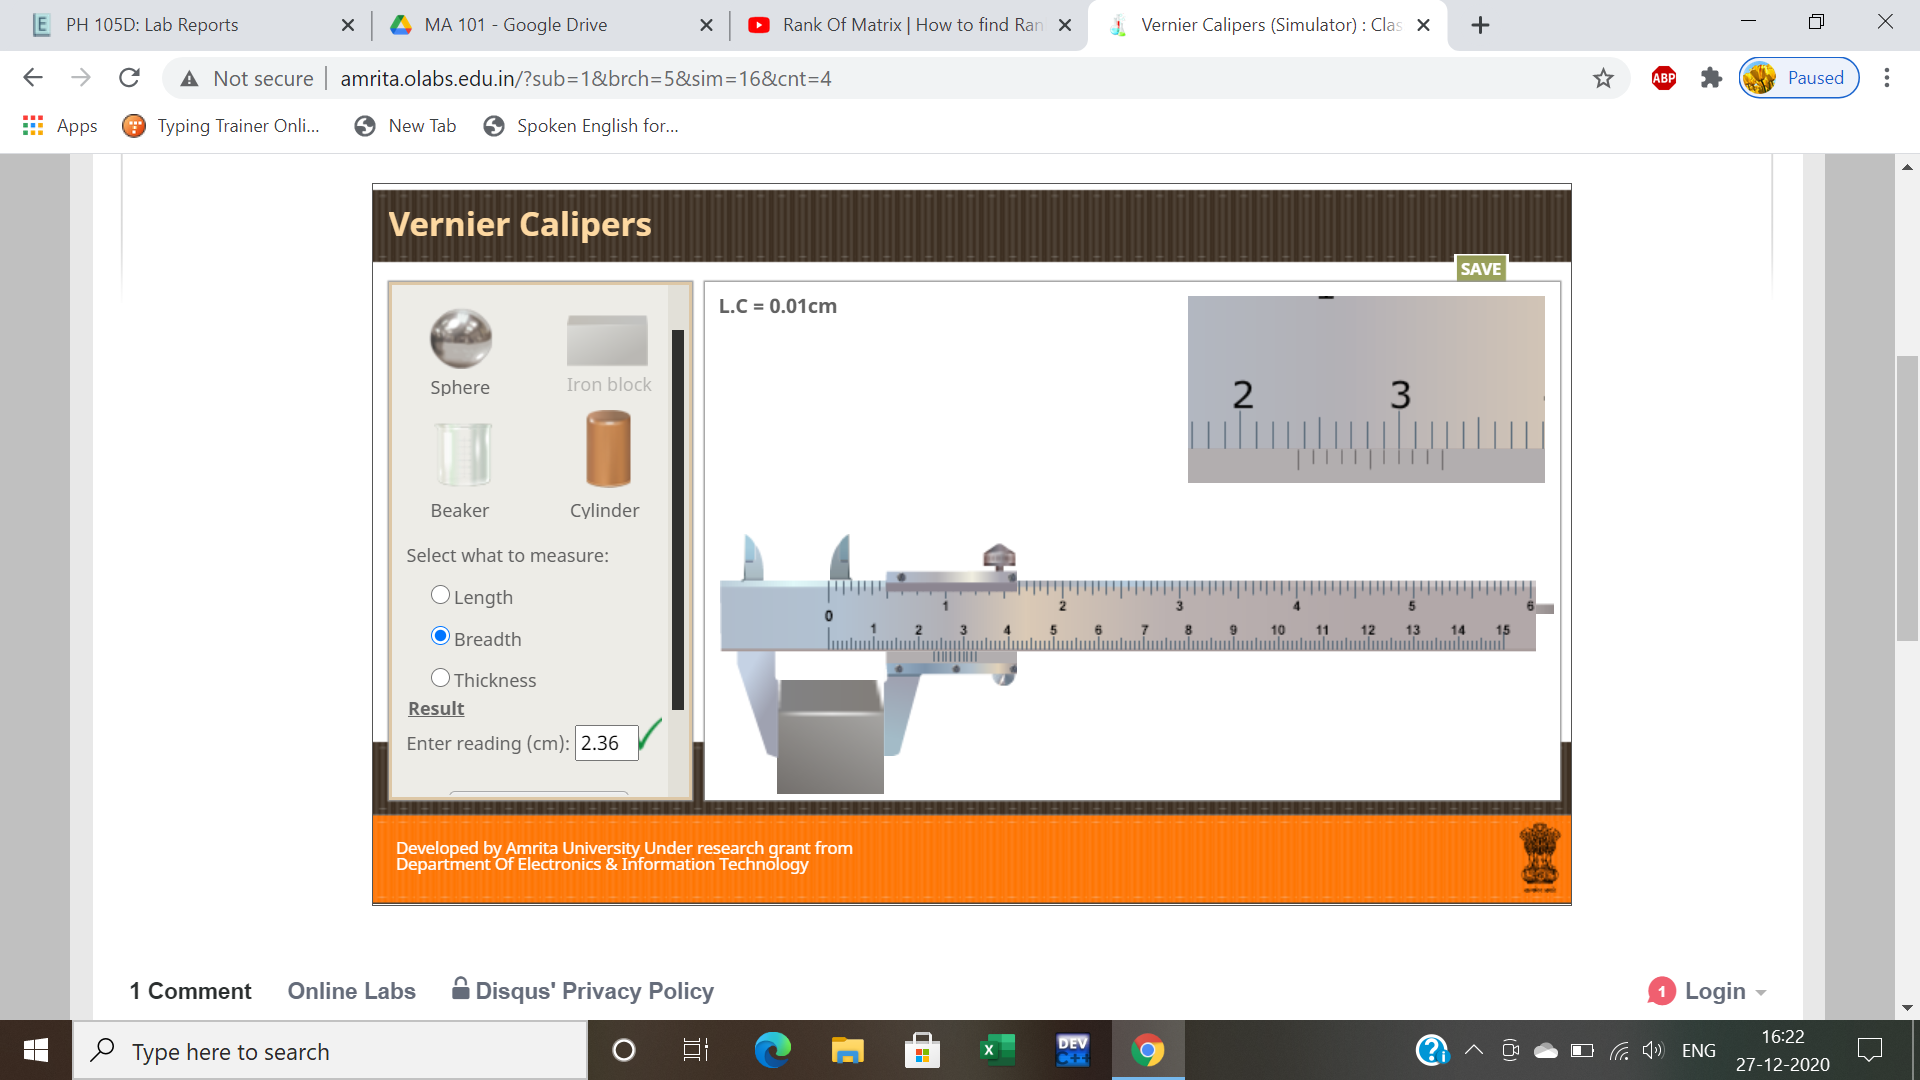 PH 105D: Lab Reports
MA 101 - Google Drive
Rank Of Matrix | How to find Ran
Vernier Calipers (Simulator) : Clas
Not secure
amrita.olabs.edu.in/?sub=1&brch=5&sim=16&cnt=4
ABP
Paused
Apps
Typing Trainer Onli...
New Tab
Spoken English for...
Vernier Calipers
SAVE
L.C = 0.01cm
Sphere
Iron block
Beaker
Cylinder
Select what to measure:
Length
Breadth
Thickness
Result
Enter reading (cm): 2.36
2 3
1 2 3 4 5 6
0
1 2 3 4 5 6 7 8 9 10 11 12 13 14 15
Developed by Amrita University Under research grant from
Department Of Electronics & Information Technology
1 Comment
Online Labs
Disqus' Privacy Policy
1
Login
Type here to search
DEV
C++
ENG
16:22
27-12-2020